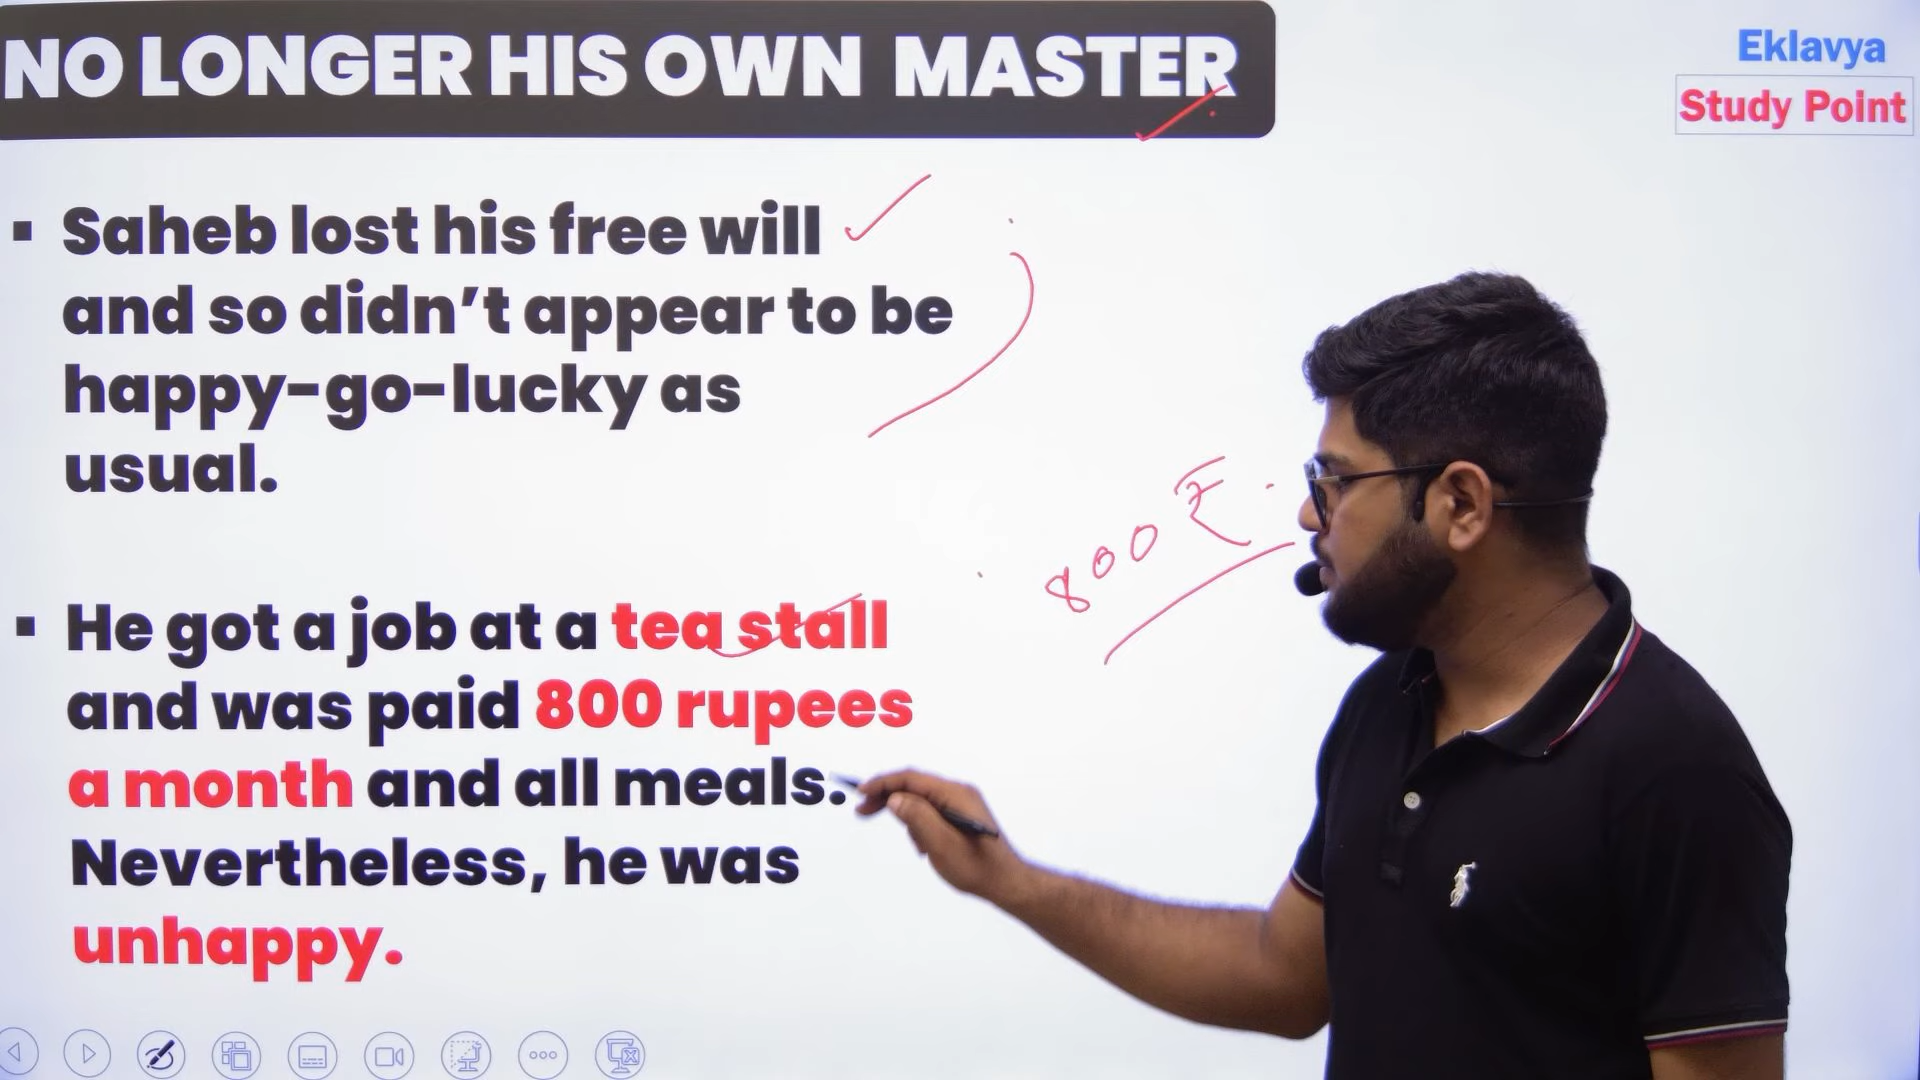 NO LONGER HIS OWN MASTER
Eklavya
Study Point
▪ Saheb lost his free will
and so didn't appear to be
happy-go-lucky as
usual.
800 ₹
▪ He got a job at a tea stall
and was paid 800 rupees
a month and all meals.
Nevertheless, he was
unhappy.